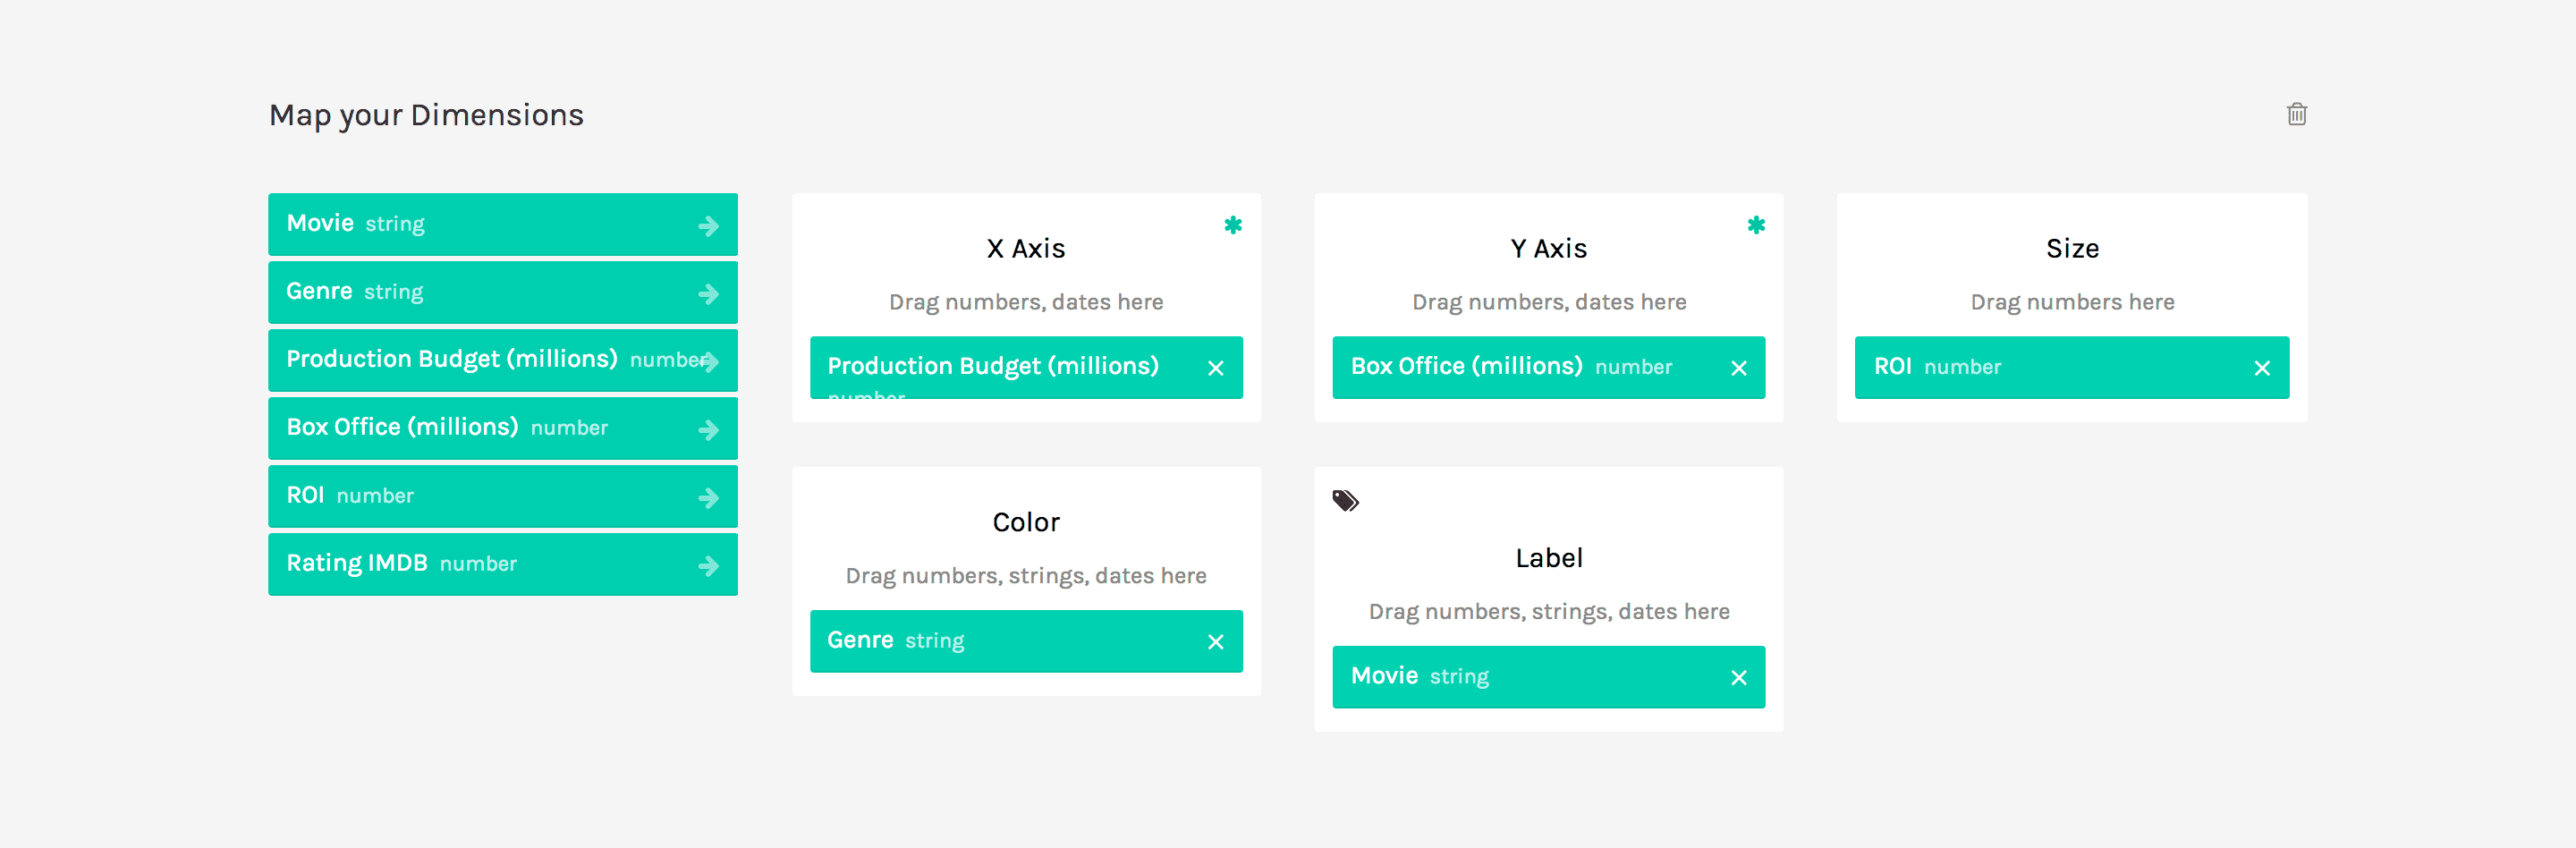 Map your Dimensions
Movie string
Genre string
Production Budget (millions) number
Box Office (millions) number
ROI number
Rating IMDB number
X Axis
Drag numbers, dates here
Production Budget (millions)
number
Y Axis
Drag numbers, dates here
Box Office (millions) number
Size
Drag numbers here
ROI number
Color
Drag numbers, strings, dates here
Genre string
Label
Drag numbers, strings, dates here
Movie string